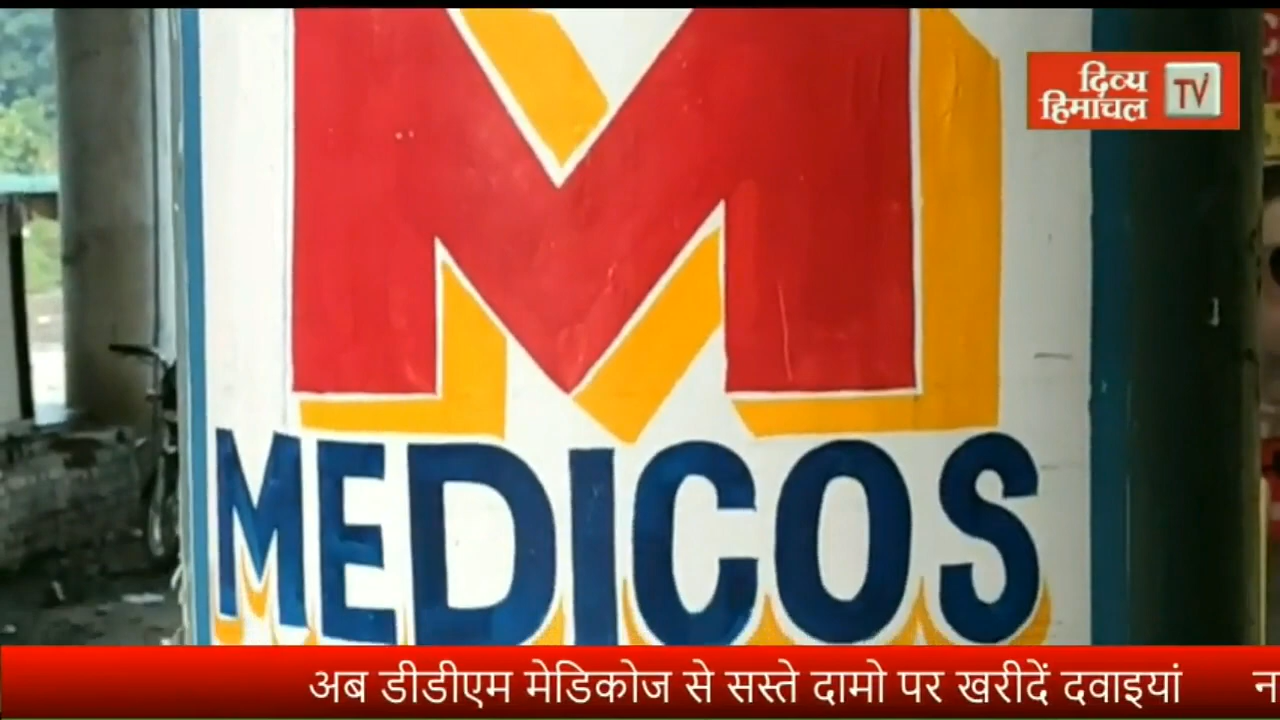 M
दिव्य
हिमाचल
TV
MEDICOS
अब डीडीएम मेडिकोज से सस्ते दामो पर खरीदें दवाइयां